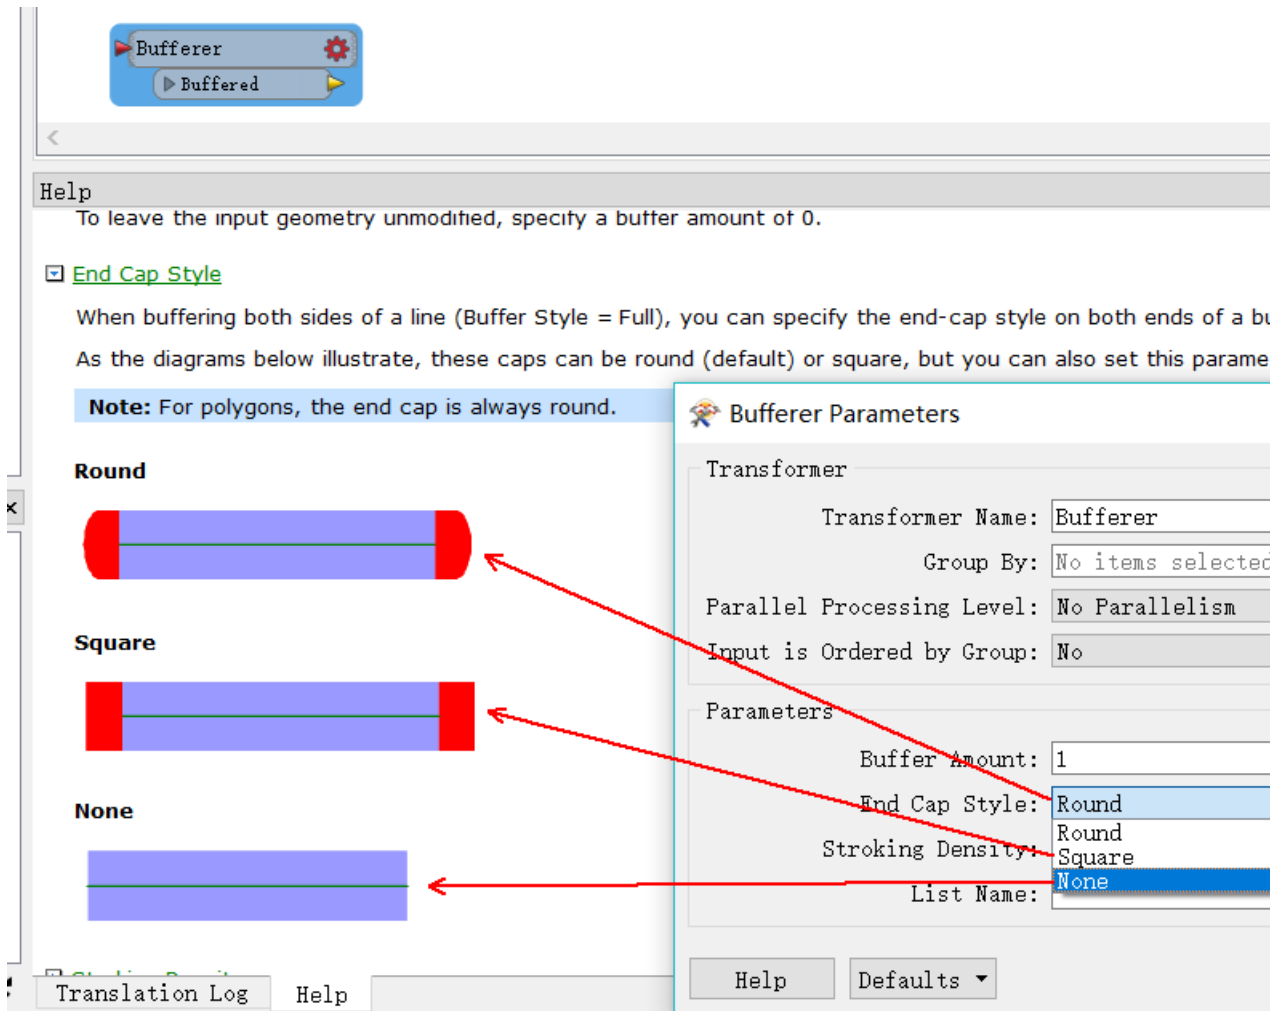 Bufferer
Buffered
Help
To leave the input geometry unmodified, specify a buffer amount of 0.
End Cap Style
When buffering both sides of a line (Buffer Style = Full), you can specify the end-cap style on both ends of a bu
As the diagrams below illustrate, these caps can be round (default) or square, but you can also set this parame
Note: For polygons, the end cap is always round.
Round
Square
None
Bufferer Parameters
Transformer
Transformer Name: Bufferer
Group By: No items selected
Parallel Processing Level: No Parallelism
Input is Ordered by Group: No
Parameters
Buffer Amount: 1
End Cap Style: Round
Round
Stroking Density:
Square
None
List Name:
Help
Defaults
Translation Log
Help